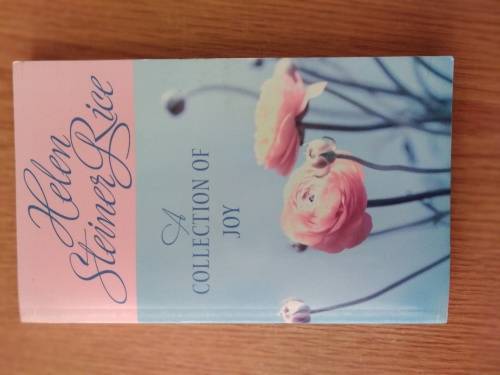 Helen
Steiner Rice
A
COLLECTION OF
JOY